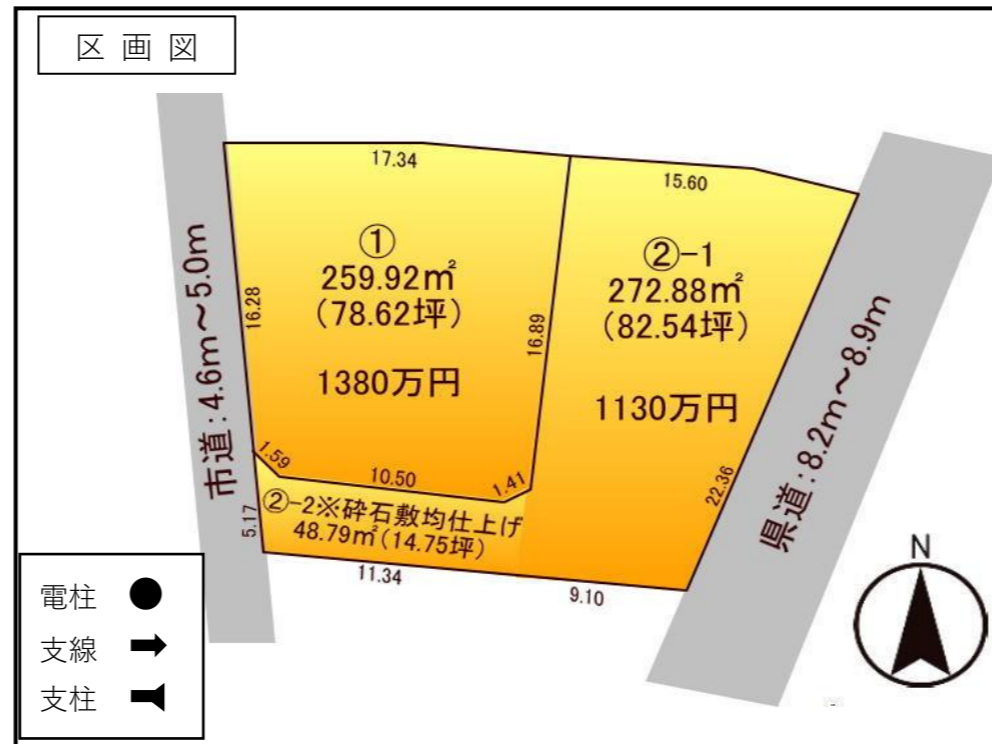 区画図
17.34
15.60
①
259.92㎡
(78.62坪)
1380万円
②-1
272.88㎡
(82.54坪)
1130万円
16.28
16.89
市道:4.6m～5.0m
県道:8.2m～8.9m
22.36
1.59
10.50
1.41
②-2※砕石敷均仕上げ
48.79㎡(14.75坪)
5.17
11.34
9.10
N
電柱
支線
支柱